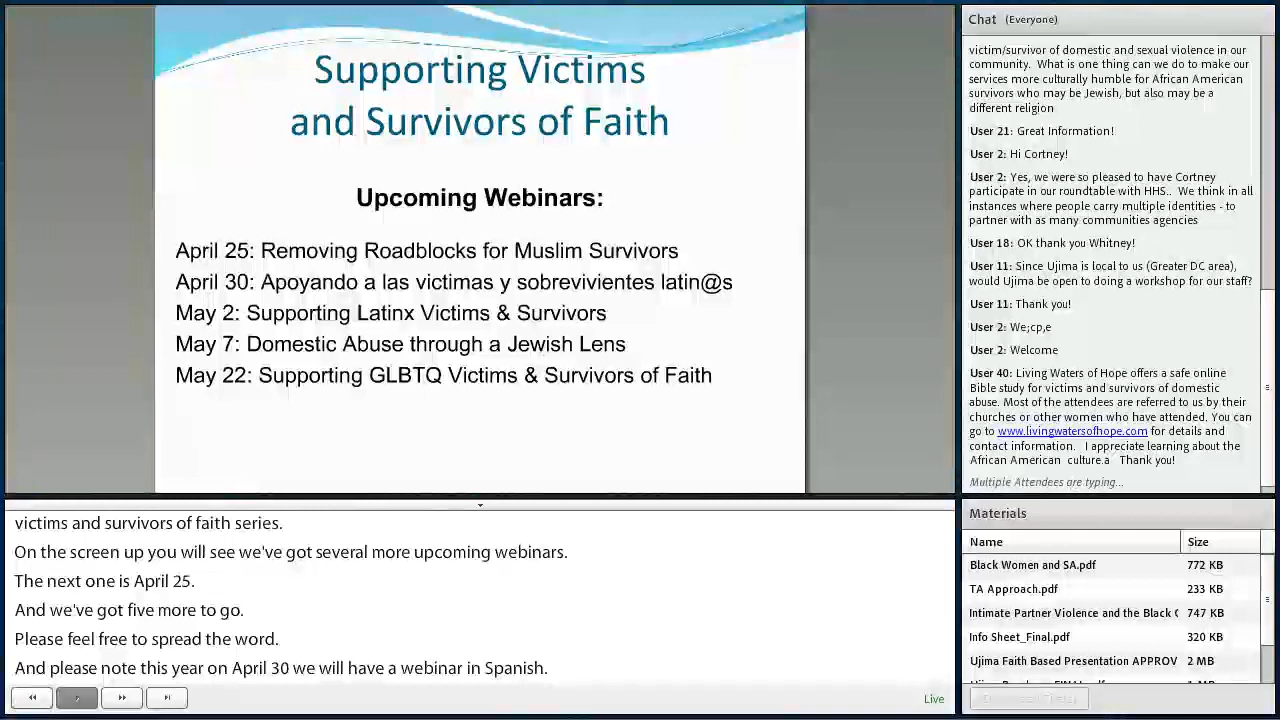 Supporting Victims
and Survivors of Faith
Upcoming Webinars:
April 25: Removing Roadblocks for Muslim Survivors
April 30: Apoyando a las victimas y sobrevivientes latin@s
May 2: Supporting Latinx Victims & Survivors
May 7: Domestic Abuse through a Jewish Lens
May 22: Supporting GLBTQ Victims & Survivors of Faith
victims and survivors of faith series.
On the screen up you will see we've got several more upcoming webinars.
The next one is April 25.
And we've got five more to go.
Please feel free to spread the word.
And please note this year on April 30 we will have a webinar in Spanish.
Live
Chat (Everyone)
victim/survivor of domestic and sexual violence in our
community. What is one thing can we do to make our
services more culturally humble for African American
survivors who may be Jewish, but also may be a
different religion
User 21: Great Information!
User 2: Hi Cortney!
User 2: Yes, we were so pleased to have Cortney
participate in our roundtable with HHS.. We think in all
instances where people carry multiple identities - to
partner with as many communities agencies
User 18: OK thank you Whitney!
User 11: Since Ujima is local to us (Greater DC area),
would Ujima be open to doing a workshop for our staff?
User 11: Thank you!
User 2: We;cp,e
User 2: Welcome
User 40: Living Waters of Hope offers a safe online
Bible study for victims and survivors of domestic
abuse. Most of the attendees are referred to us by their
churches or other women who have attended. You can
go to www.livingwatersofhope.com for details and
contact information. I appreciate learning about the
African American culture.a Thank you!
Multiple Attendees are typing...
Materials
Name Size
Black Women and SA.pdf 772 KB
TA Approach.pdf 233 KB
Intimate Partner Violence and the Black 747 KB
Info Sheet_Final.pdf 320 KB
Ujima Faith Based Presentation APPROV 2 MB